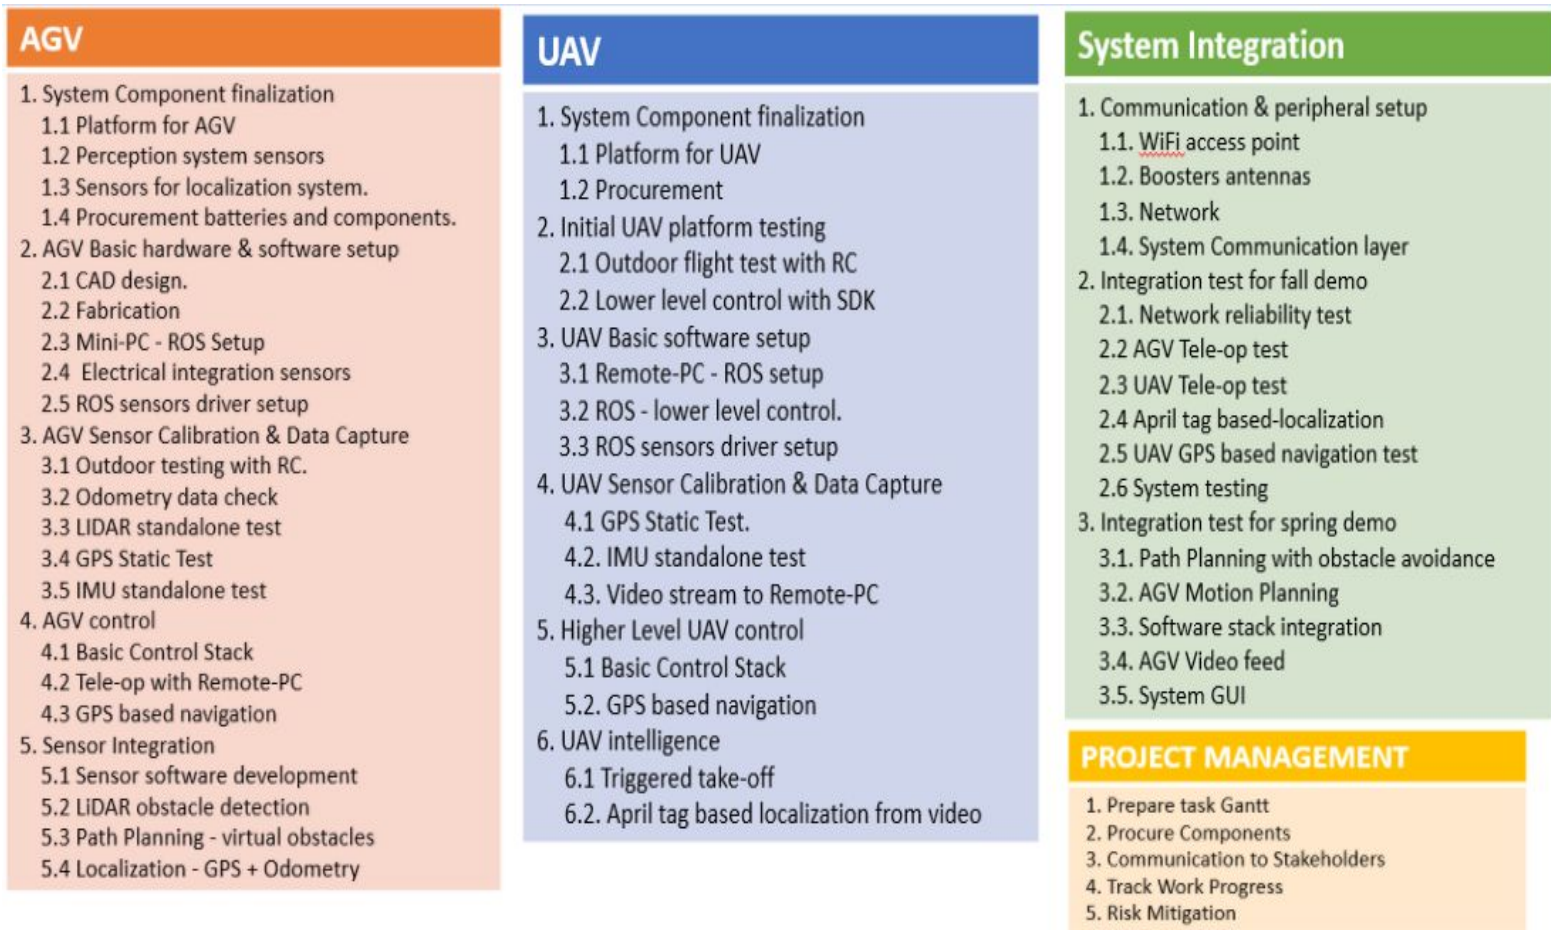 AGV
1. System Component finalization
1.1 Platform for AGV
1.2 Perception system sensors
1.3 Sensors for localization system.
1.4 Procurement batteries and components.
2. AGV Basic hardware & software setup
2.1 CAD design.
2.2 Fabrication
2.3 Mini-PC - ROS Setup
2.4 Electrical integration sensors
2.5 ROS sensors driver setup
3. AGV Sensor Calibration & Data Capture
3.1 Outdoor testing with RC.
3.2 Odometry data check
3.3 LIDAR standalone test
3.4 GPS Static Test
3.5 IMU standalone test
4. AGV control
4.1 Basic Control Stack
4.2 Tele-op with Remote-PC
4.3 GPS based navigation
5. Sensor Integration
5.1 Sensor software development
5.2 LiDAR obstacle detection
5.3 Path Planning - virtual obstacles
5.4 Localization - GPS + Odometry
UAV
1. System Component finalization
1.1 Platform for UAV
1.2 Procurement
2. Initial UAV platform testing
2.1 Outdoor flight test with RC
2.2 Lower level control with SDK
3. UAV Basic software setup
3.1 Remote-PC - ROS setup
3.2 ROS - lower level control.
3.3 ROS sensors driver setup
4. UAV Sensor Calibration & Data Capture
4.1 GPS Static Test.
4.2. IMU standalone test
4.3. Video stream to Remote-PC
5. Higher Level UAV control
5.1 Basic Control Stack
5.2. GPS based navigation
6. UAV intelligence
6.1 Triggered take-off
6.2. April tag based localization from video
System Integration
1. Communication & peripheral setup
1.1. WiFi access point
1.2. Boosters antennas
1.3. Network
1.4. System Communication layer
2. Integration test for fall demo
2.1. Network reliability test
2.2 AGV Tele-op test
2.3 UAV Tele-op test
2.4 April tag based-localization
2.5 UAV GPS based navigation test
2.6 System testing
3. Integration test for spring demo
3.1. Path Planning with obstacle avoidance
3.2. AGV Motion Planning
3.3. Software stack integration
3.4. AGV Video feed
3.5. System GUI
PROJECT MANAGEMENT
1. Prepare task Gantt
2. Procure Components
3. Communication to Stakeholders
4. Track Work Progress
5. Risk Mitigation